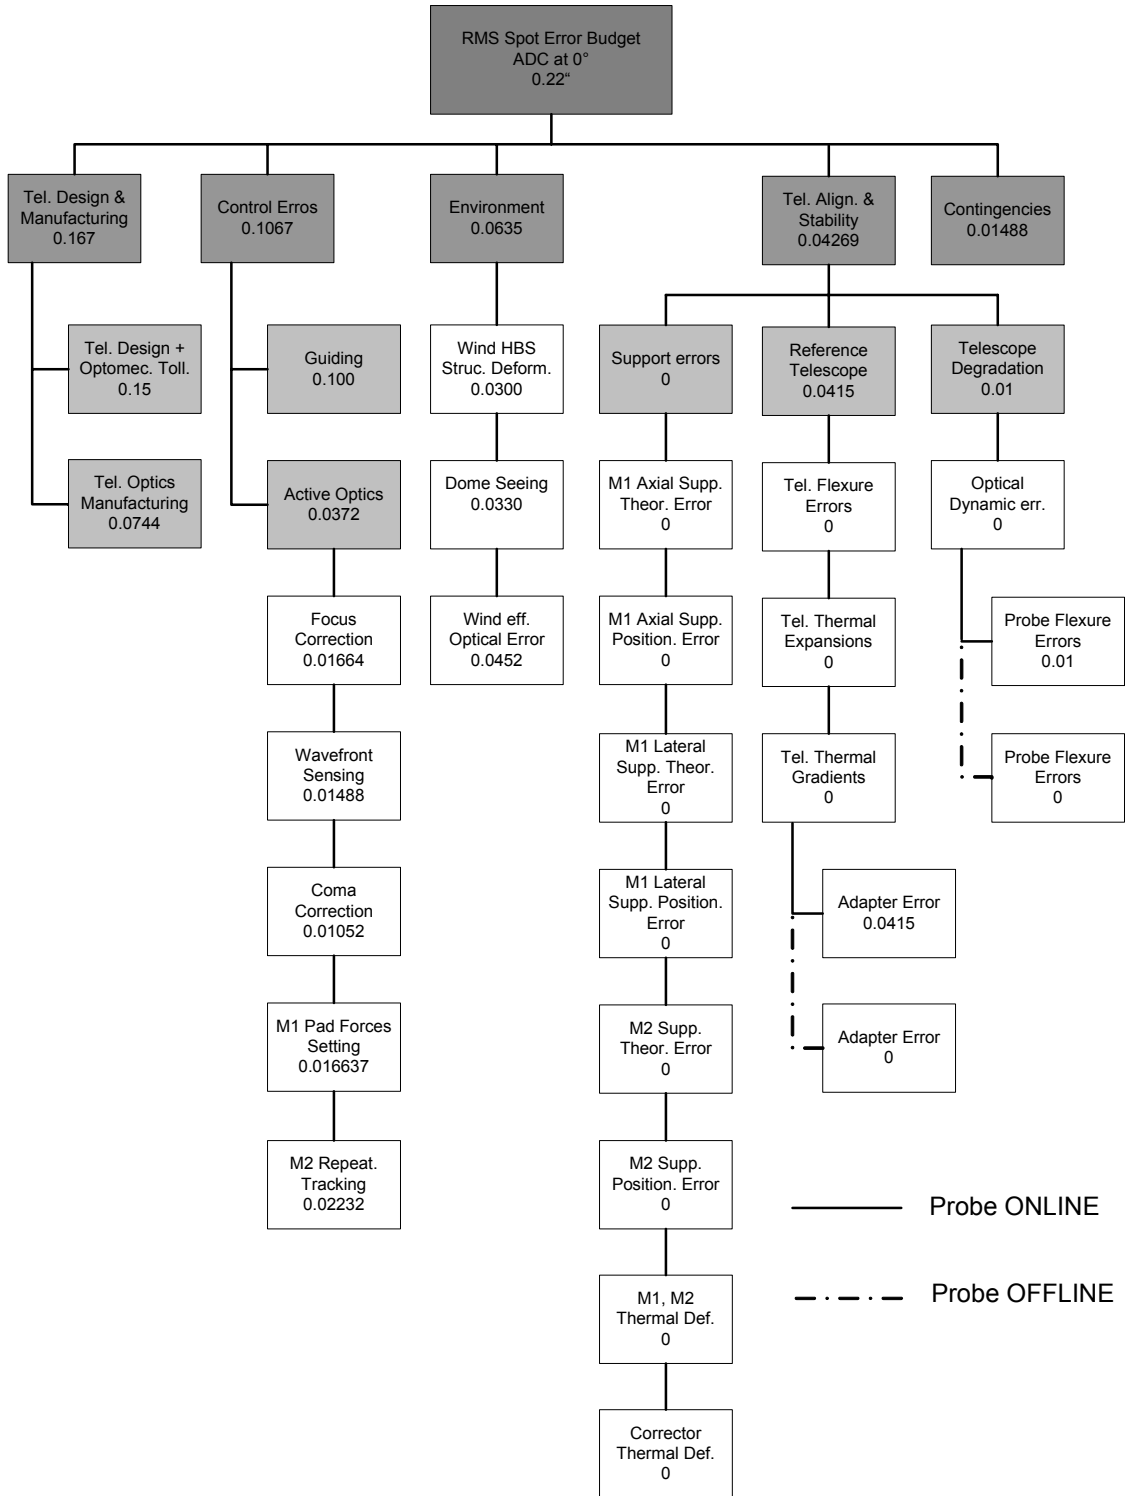 RMS Spot Error Budget
ADC at 0°
0.22“
Tel. Design &
Manufacturing
0.167
Control Erros
0.1067
Environment
0.0635
Tel. Align. &
Stability
0.04269
Contingencies
0.01488
Tel. Design +
Optomec. Toll.
0.15
Guiding
0.100
Wind HBS
Struc. Deform.
0.0300
Support errors
0
Reference
Telescope
0.0415
Telescope
Degradation
0.01
Tel. Optics
Manufacturing
0.0744
Active Optics
0.0372
Dome Seeing
0.0330
M1 Axial Supp.
Theor. Error
0
Tel. Flexure
Errors
0
Optical
Dynamic err.
0
Focus
Correction
0.01664
Wind eff.
Optical Error
0.0452
M1 Axial Supp.
Position. Error
0
Tel. Thermal
Expansions
0
Probe Flexure
Errors
0.01
Wavefront
Sensing
0.01488
M1 Lateral
Supp. Theor.
Error
0
Tel. Thermal
Gradients
0
Probe Flexure
Errors
0
Coma
Correction
0.01052
M1 Lateral
Supp. Position.
Error
0
Adapter Error
0.0415
M1 Pad Forces
Setting
0.016637
M2 Supp.
Theor. Error
0
Adapter Error
0
M2 Repeat.
Tracking
0.02232
M2 Supp.
Position. Error
0
Probe ONLINE
M1, M2
Thermal Def.
0
Probe OFFLINE
Corrector
Thermal Def.
0